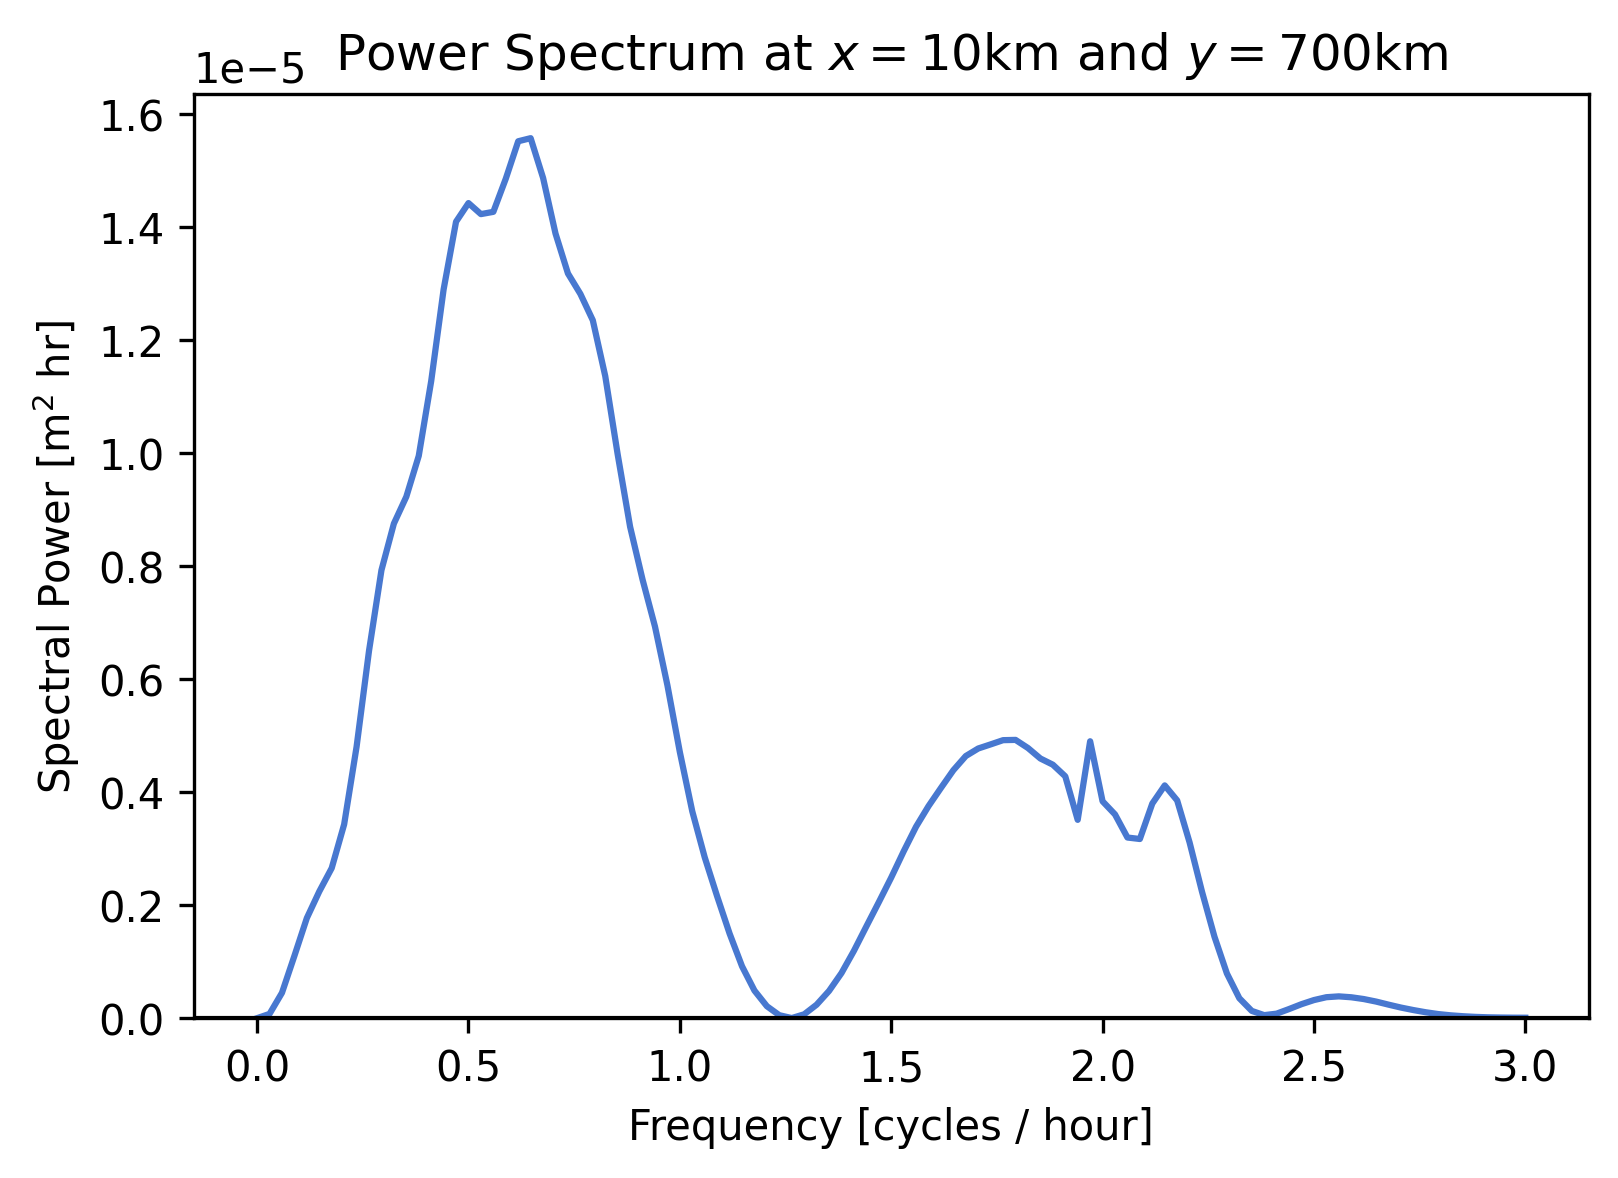 Power Spectrum at x = 10km and y = 700km
1e−5
1.6
1.4
1.2
1.0
0.8
0.6
0.4
0.2
0.0
Spectral Power [m² hr]
0.0 0.5 1.0 1.5 2.0 2.5 3.0
Frequency [cycles / hour]